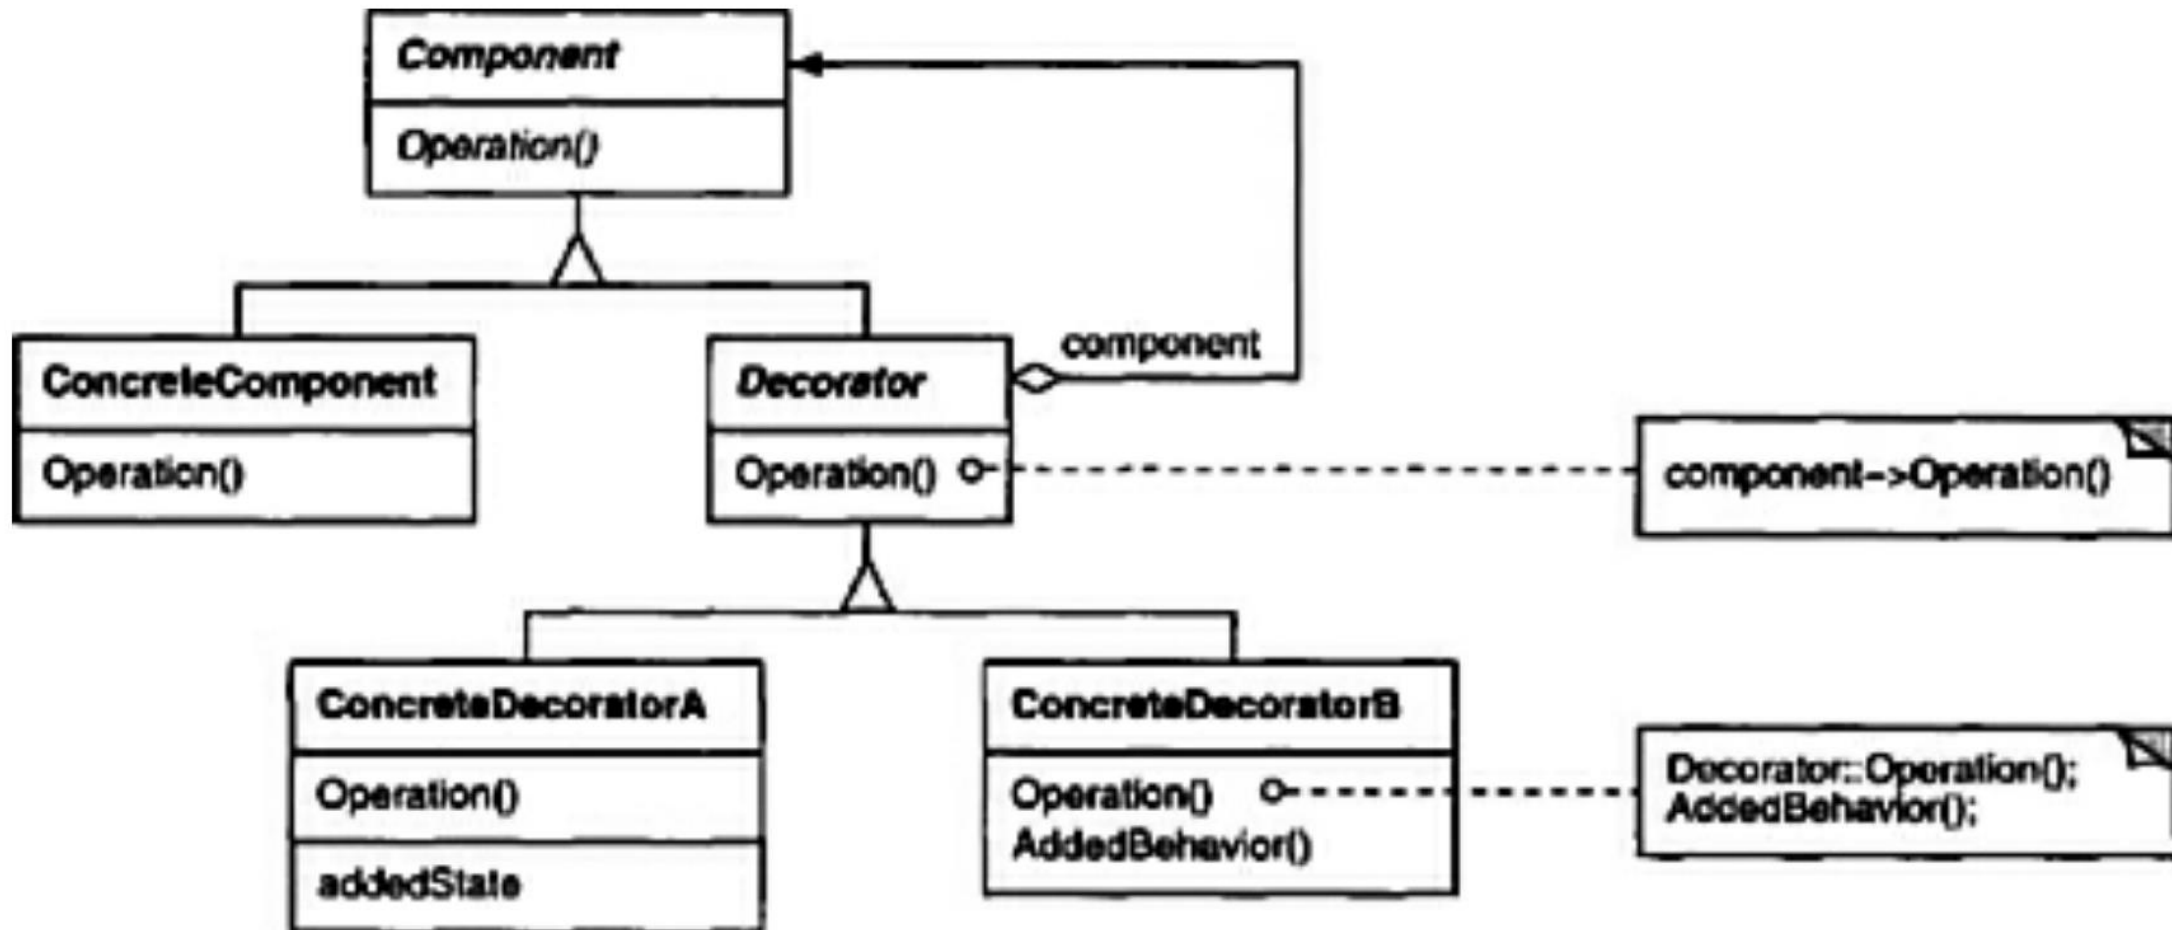 Component
Operation()
component
ConcreteComponent
Operation()
Decorator
Operation()
component->Operation()
ConcreteDecoratorA
Operation()
addedState
ConcreteDecoratorB
Operation()
AddedBehavior()
Decorator::Operation();
AddedBehavior();